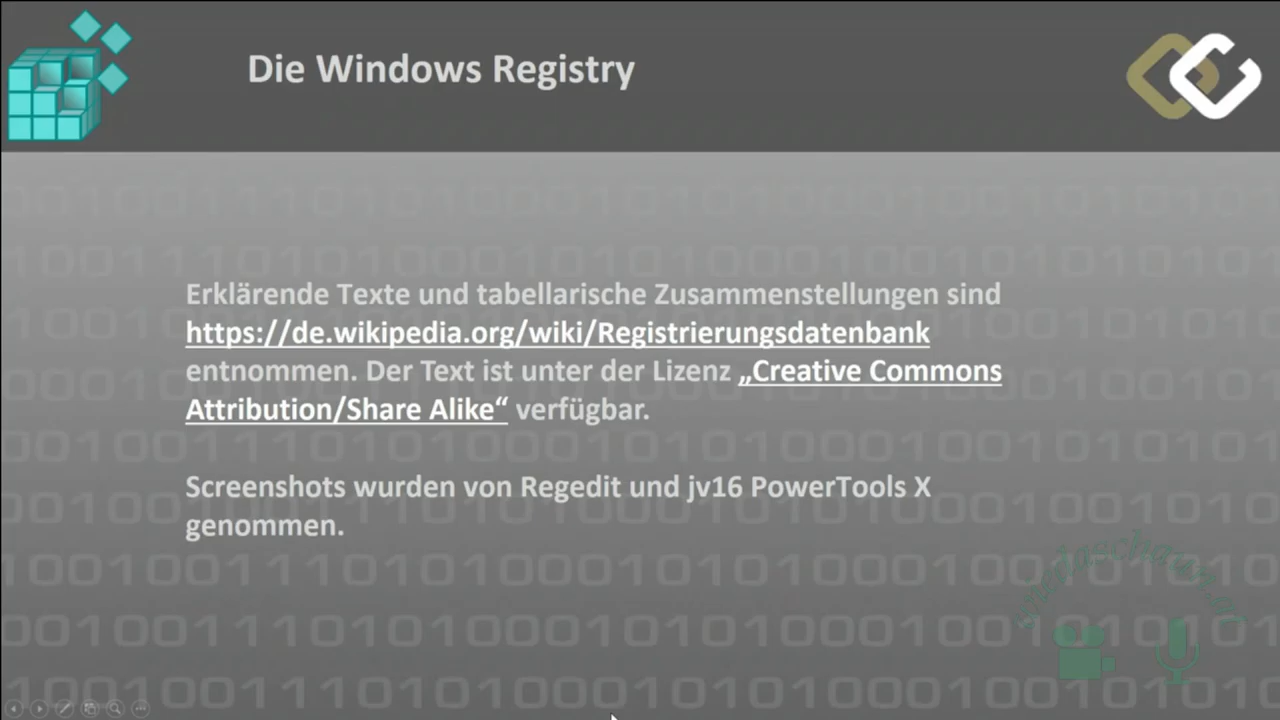 Die Windows Registry
Erklärende Texte und tabellarische Zusammenstellungen sind
https://de.wikipedia.org/wiki/Registrierungsdatenbank
entnommen. Der Text ist unter der Lizenz „Creative Commons
Attribution/Share Alike“ verfügbar.
Screenshots wurden von Regedit und jv16 PowerTools X
genommen.